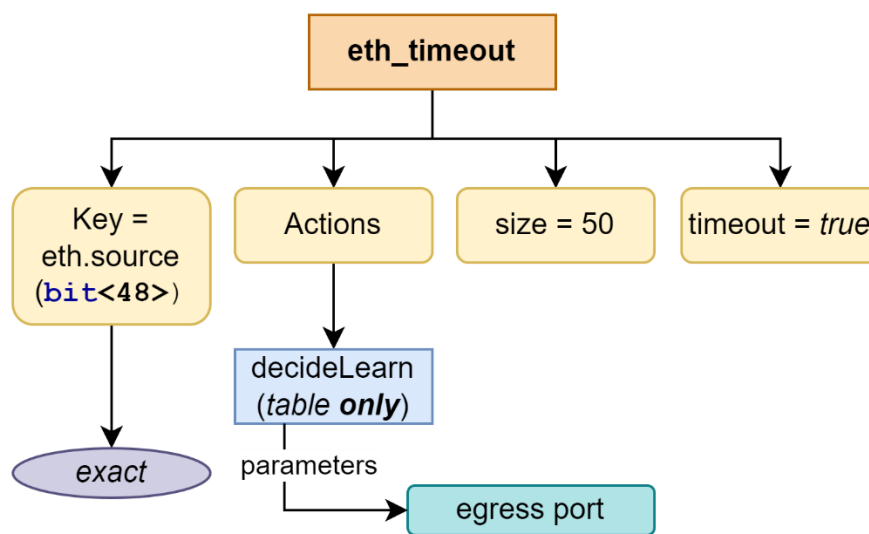 eth_timeout
Key =
eth.source
(bit<48>)
Actions
size = 50
timeout = true
decideLearn
(table only)
exact
parameters
egress port